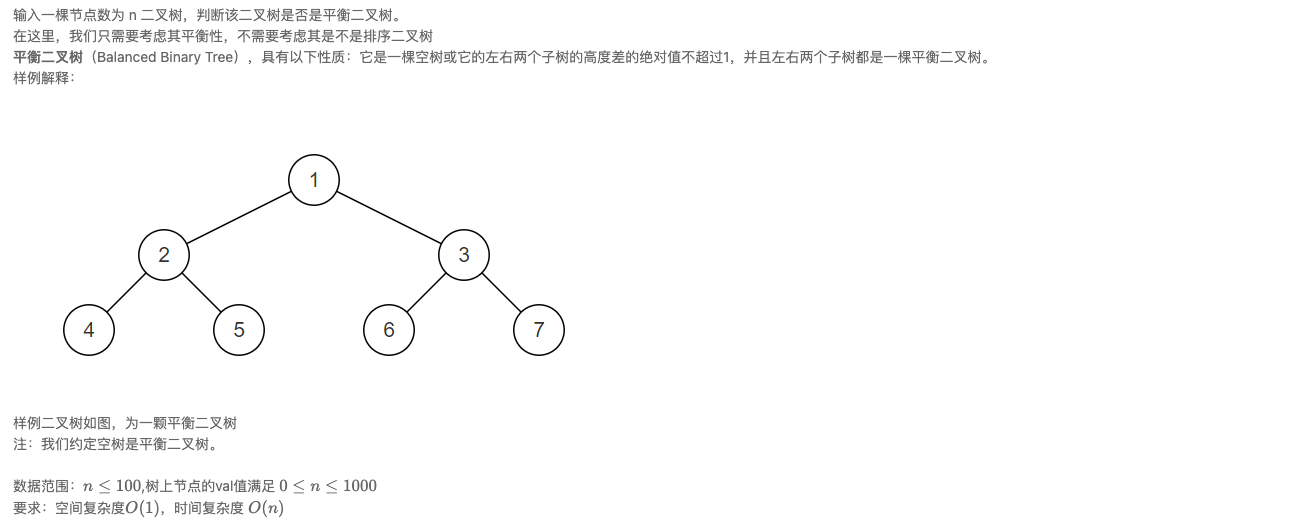 输入一棵节点数为 n 二叉树，判断该二叉树是否是平衡二叉树。
在这里，我们只需要考虑其平衡性，不需要考虑其是不是排序二叉树
平衡二叉树（Balanced Binary Tree），具有以下性质：它是一棵空树或它的左右两个子树的高度差的绝对值不超过1，并且左右两个子树都是一棵平衡二叉树。
样例解释：
1
2 3
4 5 6 7
样例二叉树如图，为一颗平衡二叉树
注：我们约定空树是平衡二叉树。
数据范围：n ≤ 100,树上节点的val值满足 0 ≤ n ≤ 1000
要求：空间复杂度O(1)，时间复杂度 O(n)